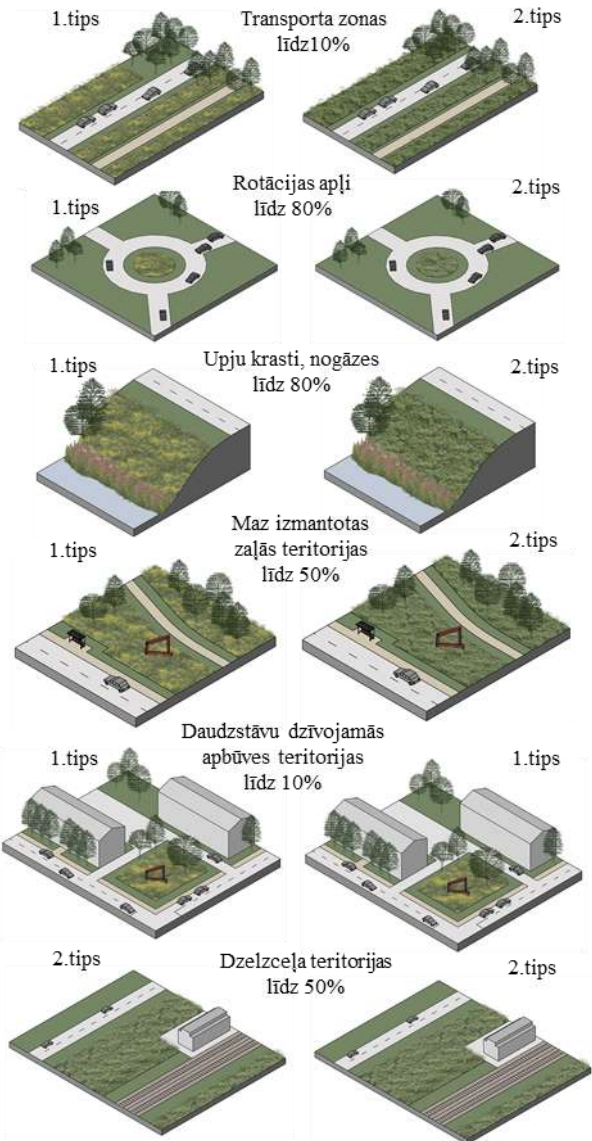 1.tips
Transporta zonas
līdz10%
2.tips
1.tips
Rotācijas apļi
līdz 80%
2.tips
1.tips
Upju krasti, nogāzes
līdz 80%
2.tips
1.tips
Maz izmantotas
zaļās teritorijas
līdz 50%
2.tips
1.tips
Daudzstāvu dzīvojamās
apbūves teritorijas
līdz 10%
1.tips
2.tips
Dzelzceļa teritorijas
līdz 50%
2.tips